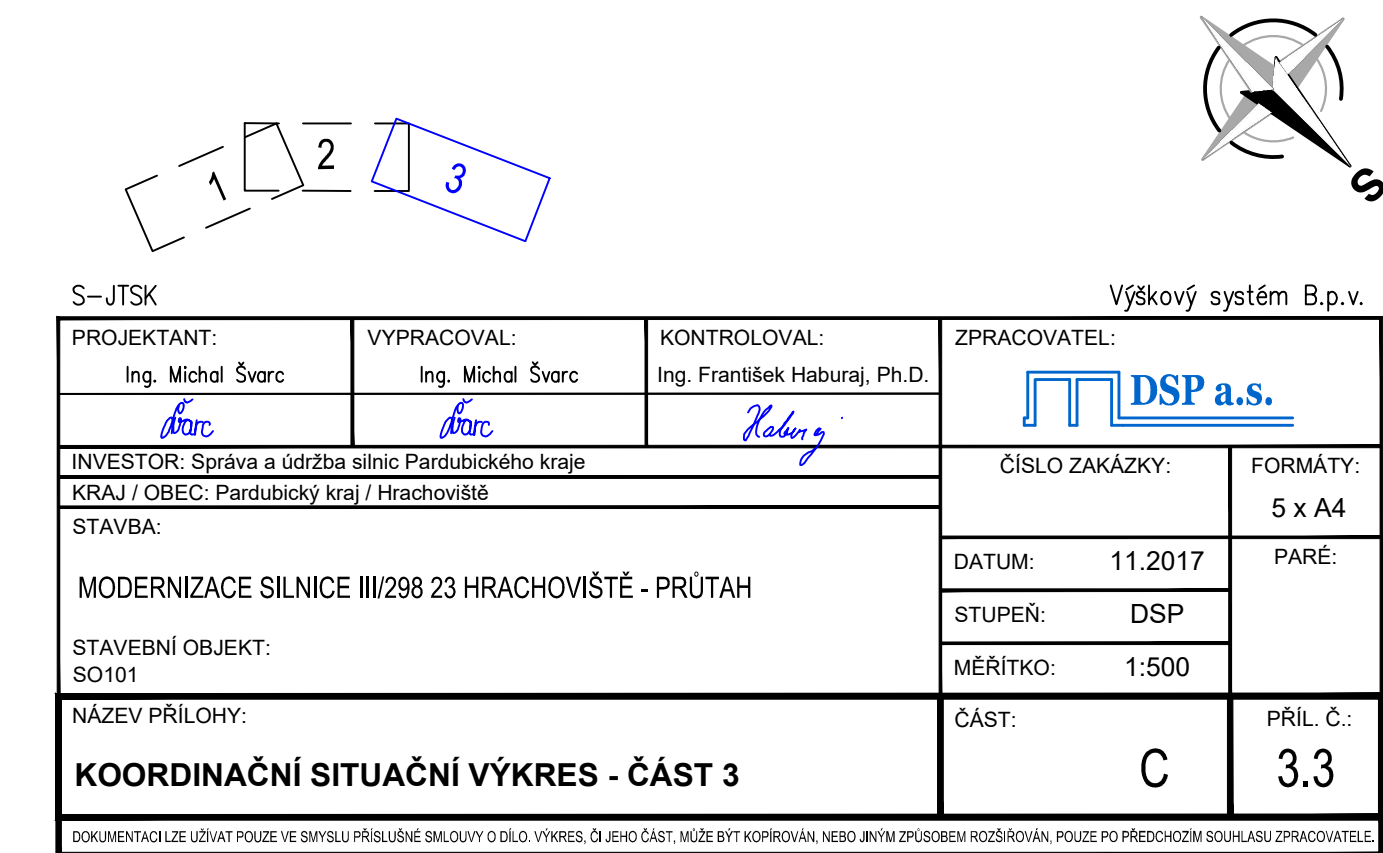 S
1
2
3
S-JTSK
Výškový systém B.p.v.
PROJEKTANT:
Ing. Michal Švarc
Švarc
VYPRACOVAL:
Ing. Michal Švarc
Švarc
KONTROLOVAL:
Ing. František Haburaj, Ph.D.
Haburaj
ZPRACOVATEL:
DSP a.s.
INVESTOR: Správa a údržba silnic Pardubického kraje
KRAJ / OBEC: Pardubický kraj / Hrachoviště
ČÍSLO ZAKÁZKY:
FORMÁTY:
5 x A4
STAVBA:
MODERNIZACE SILNICE III/298 23 HRACHOVIŠTĚ - PRŮTAH
STAVEBNÍ OBJEKT:
SO101
DATUM: 11.2017
STUPEŇ: DSP
MĚŘÍTKO: 1:500
PARÉ:
NÁZEV PŘÍLOHY:
KOORDINAČNÍ SITUAČNÍ VÝKRES - ČÁST 3
ČÁST:
C
PŘÍL. Č.:
3.3
DOKUMENTACI LZE UŽÍVAT POUZE VE SMYSLU PŘÍSLUŠNÉ SMLOUVY O DÍLO. VÝKRES, ČI JEHO ČÁST, MŮŽE BÝT KOPÍROVÁN, NEBO JINÝM ZPŮSOBEM ROZŠIŘOVÁN, POUZE PO PŘEDCHOZÍM SOUHLASU ZPRACOVATELE.